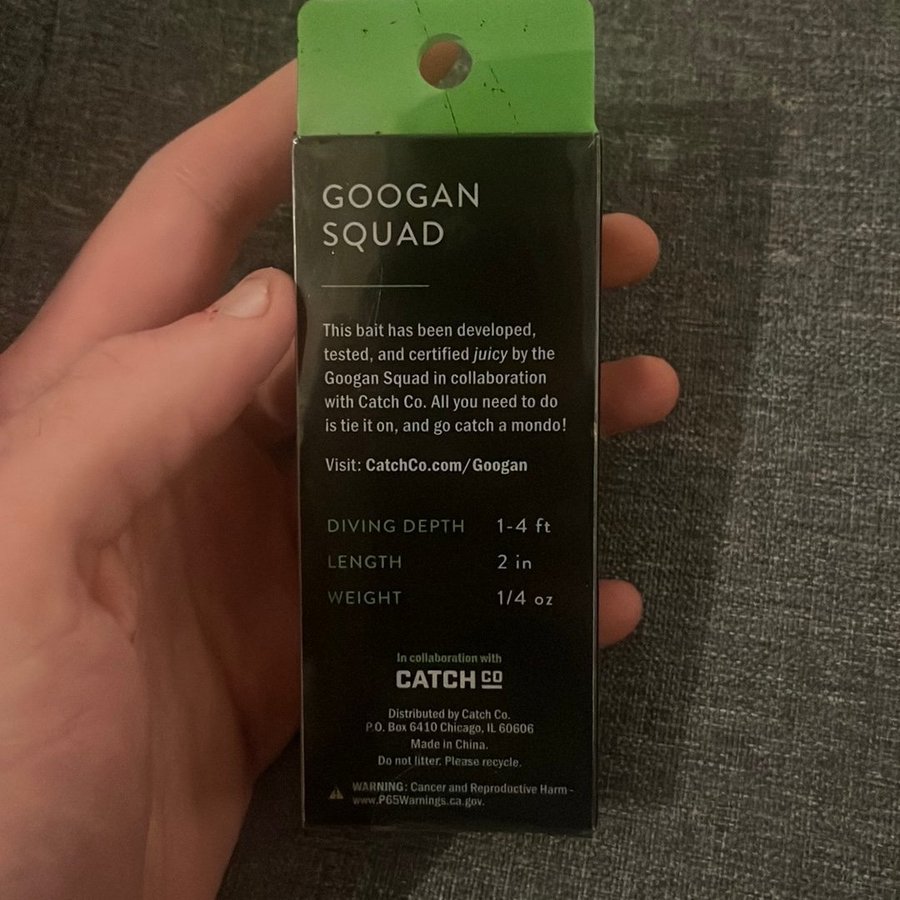 GOOGAN
SQUAD
This bait has been developed,
tested, and certified juicy by the
Googan Squad in collaboration
with Catch Co. All you need to do
is tie it on, and go catch a mondo!
Visit: CatchCo.com/Googan
DIVING DEPTH 1-4 ft
LENGTH 2 in
WEIGHT 1/4 oz
In collaboration with
CATCH CO
Distributed by Catch Co.
P.O. Box 6410 Chicago, IL 60606
Made in China.
Do not litter. Please recycle.
WARNING: Cancer and Reproductive Harm -
www.P65Warnings.ca.gov.